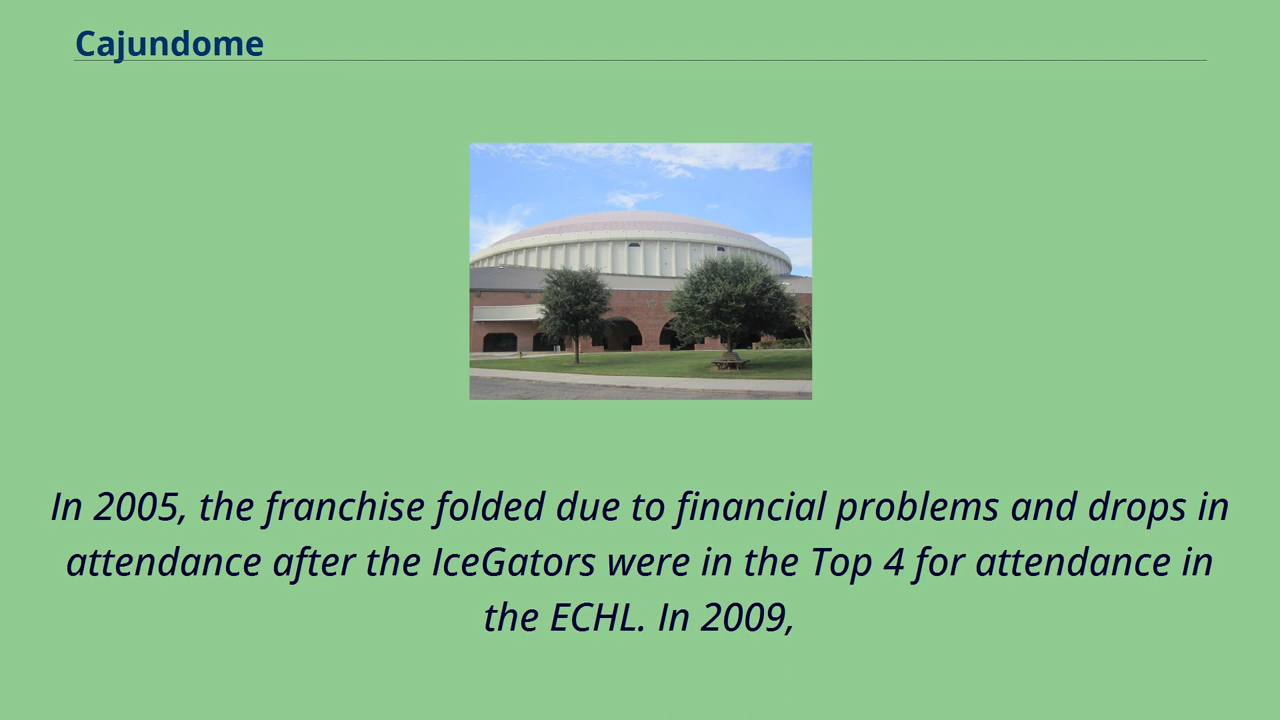 Cajundome
In 2005, the franchise folded due to financial problems and drops in
attendance after the IceGators were in the Top 4 for attendance in
the ECHL. In 2009,